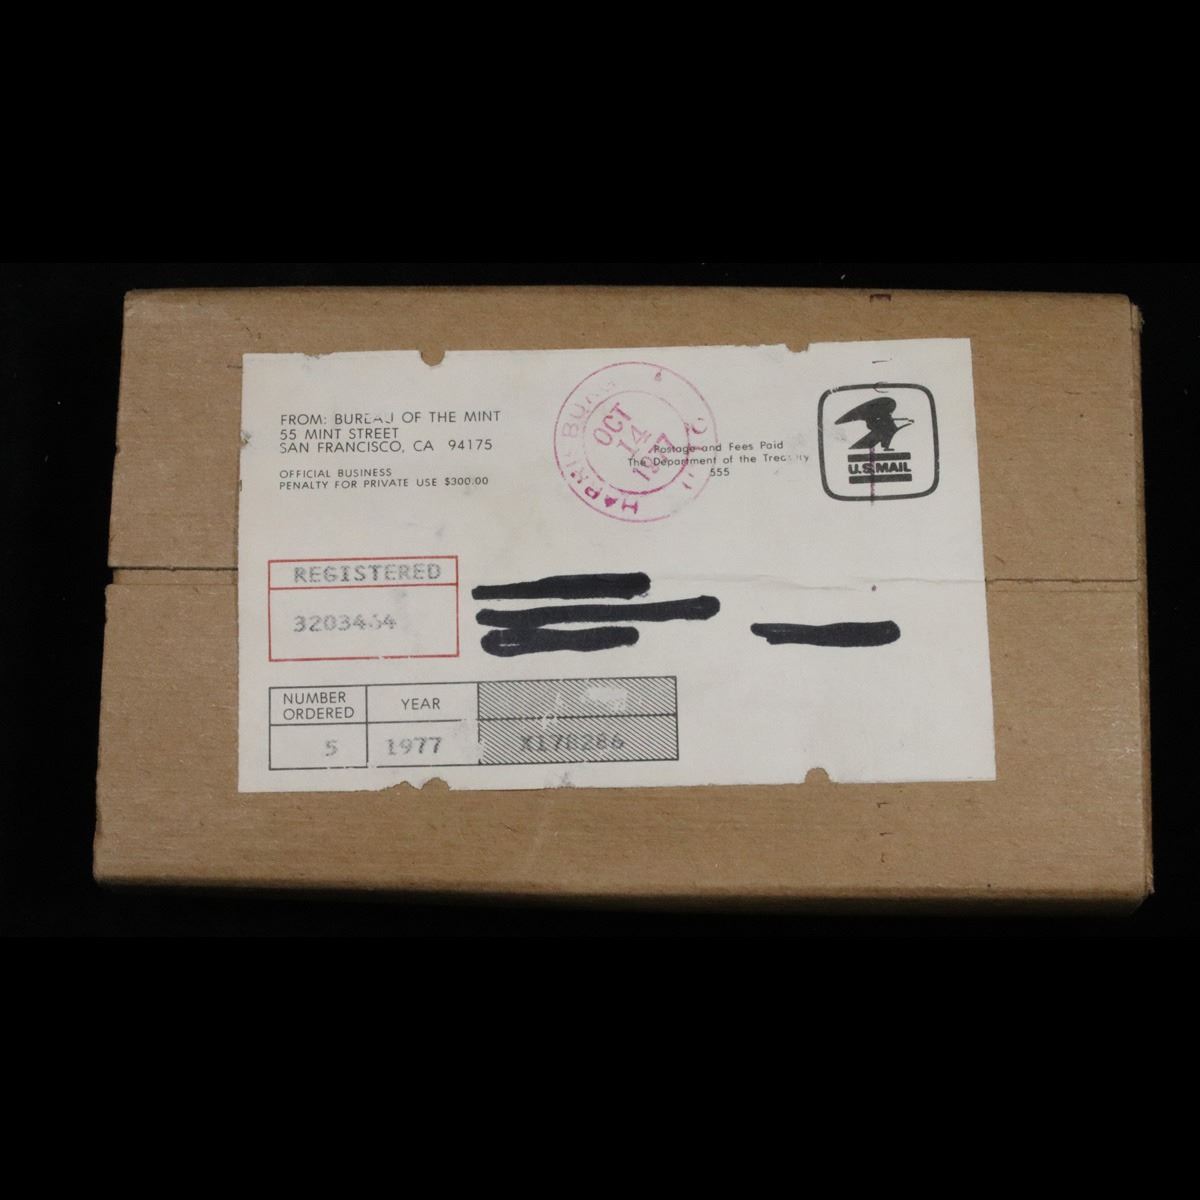 FROM: BUREAU OF THE MINT
55 MINT STREET
SAN FRANCISCO, CA 94175
OFFICIAL BUSINESS
PENALTY FOR PRIVATE USE $300.00
OCT
14
1977
Postage and Fees Paid
The Department of the Treasury
555
U.S.MAIL
REGISTERED
NUMBER
ORDERED
YEAR
5
1977
X178286